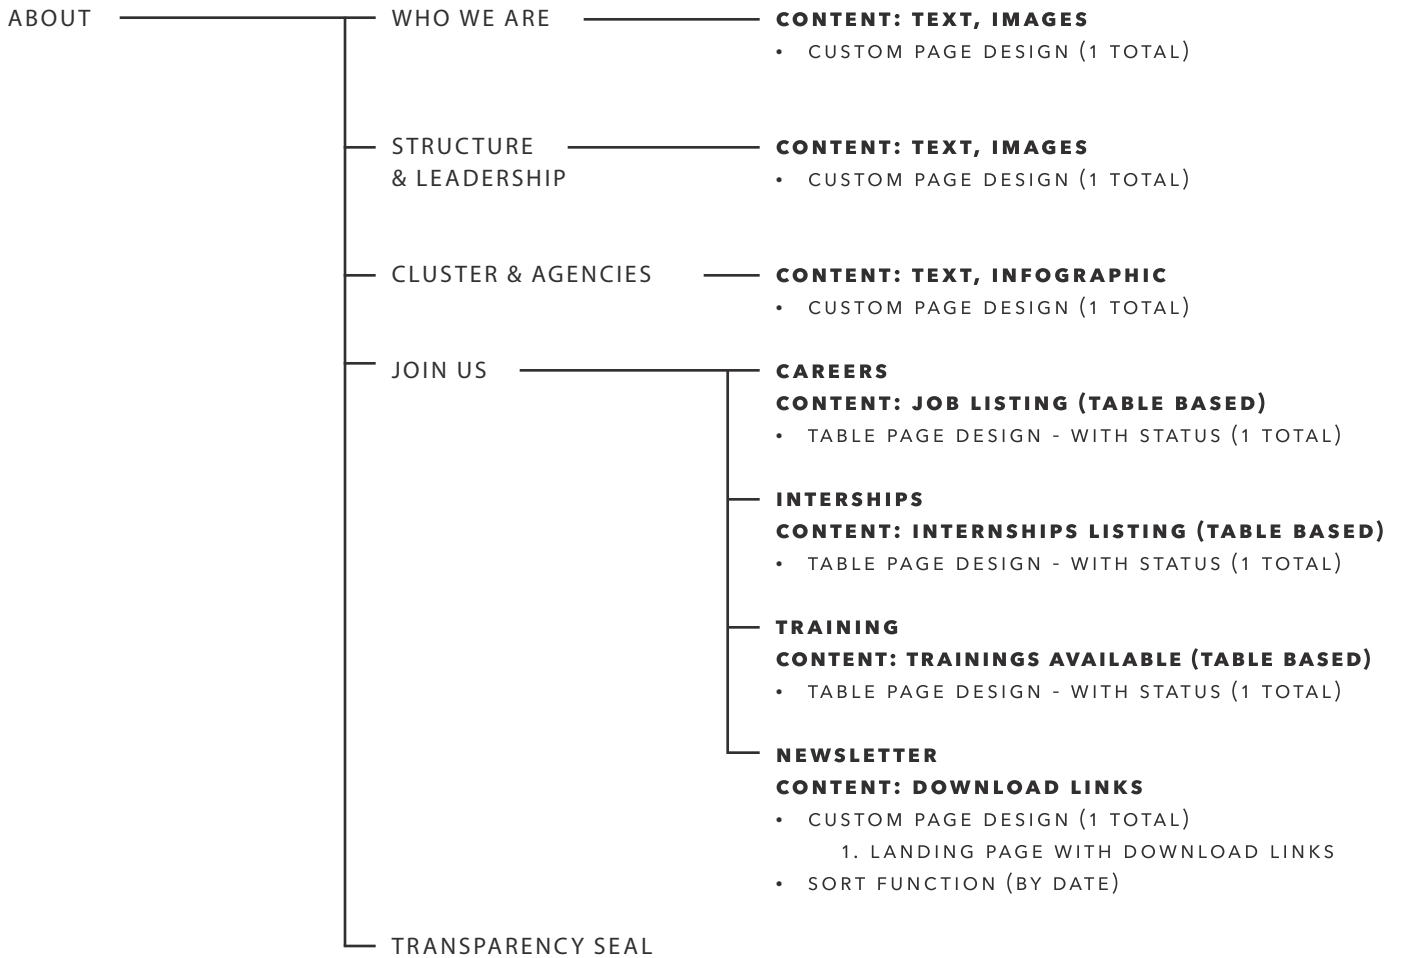 ABOUT
WHO WE ARE
CONTENT: TEXT, IMAGES
• CUSTOM PAGE DESIGN (1 TOTAL)
STRUCTURE
& LEADERSHIP
CONTENT: TEXT, IMAGES
• CUSTOM PAGE DESIGN (1 TOTAL)
CLUSTER & AGENCIES
CONTENT: TEXT, INFOGRAPHIC
• CUSTOM PAGE DESIGN (1 TOTAL)
JOIN US
CAREERS
CONTENT: JOB LISTING (TABLE BASED)
• TABLE PAGE DESIGN - WITH STATUS (1 TOTAL)
INTERSHIPS
CONTENT: INTERNSHIPS LISTING (TABLE BASED)
• TABLE PAGE DESIGN - WITH STATUS (1 TOTAL)
TRAINING
CONTENT: TRAININGS AVAILABLE (TABLE BASED)
• TABLE PAGE DESIGN - WITH STATUS (1 TOTAL)
NEWSLETTER
CONTENT: DOWNLOAD LINKS
• CUSTOM PAGE DESIGN (1 TOTAL)
1. LANDING PAGE WITH DOWNLOAD LINKS
• SORT FUNCTION (BY DATE)
TRANSPARENCY SEAL